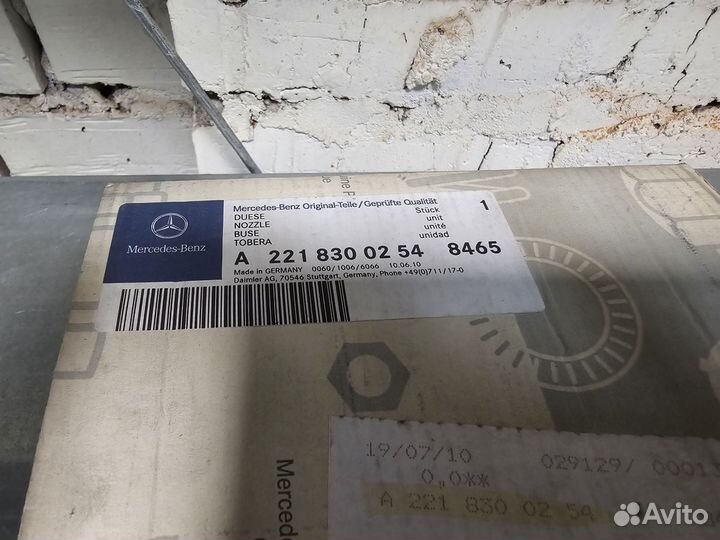 Mercedes-Benz
Mercedes-Benz Original-Teile/Geprüfte Qualität
DUESE Stück 1
NOZZLE unit
BUSE unité
TOBERA unidad
A 221 830 02 54 8465
Made in GERMANY 0060/1006/6066 10.06.10
Daimler AG, 70546 Stuttgart, Germany, Phone +49(0)711/17-0
19/07/10 029129/ 6001
0,0жж
A 221 830 02 54
Mercedes
Avito